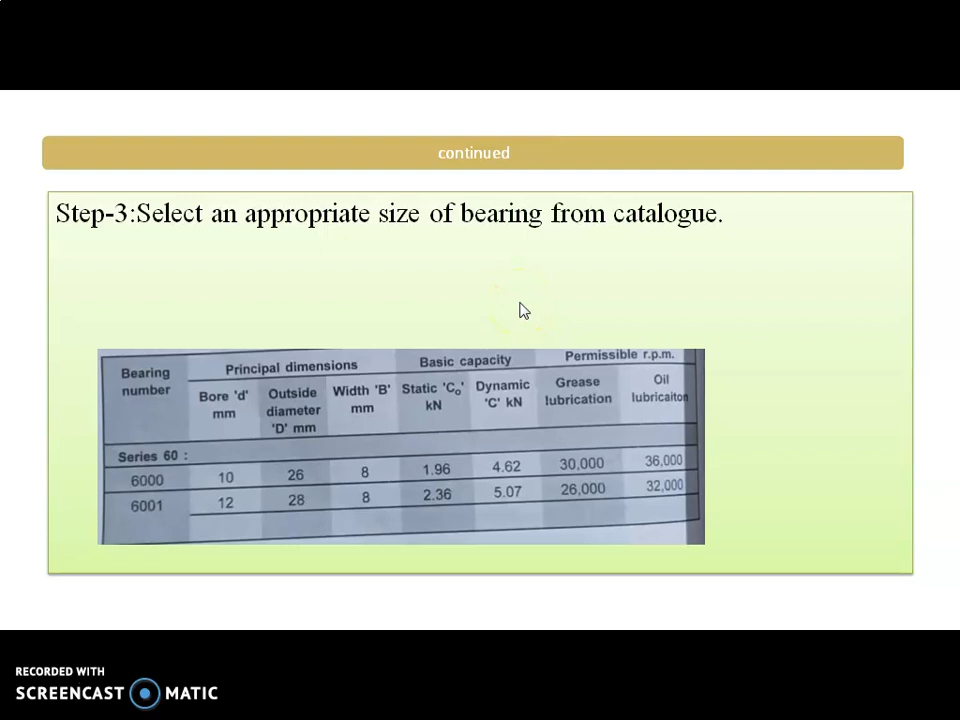 continued
Step-3:Select an appropriate size of bearing from catalogue.
Bearing number Principal dimensions Basic capacity Permissible r.p.m.
Bore 'd' mm Outside diameter 'D' mm Width 'B' mm Static 'C₀' kN Dynamic 'C' kN Grease lubrication Oil lubricaiton
Series 60 :
6000 10 26 8 1.96 4.62 30,000 36,000
6001 12 28 8 2.36 5.07 26,000 32,000
RECORDED WITH
SCREENCAST MATIC